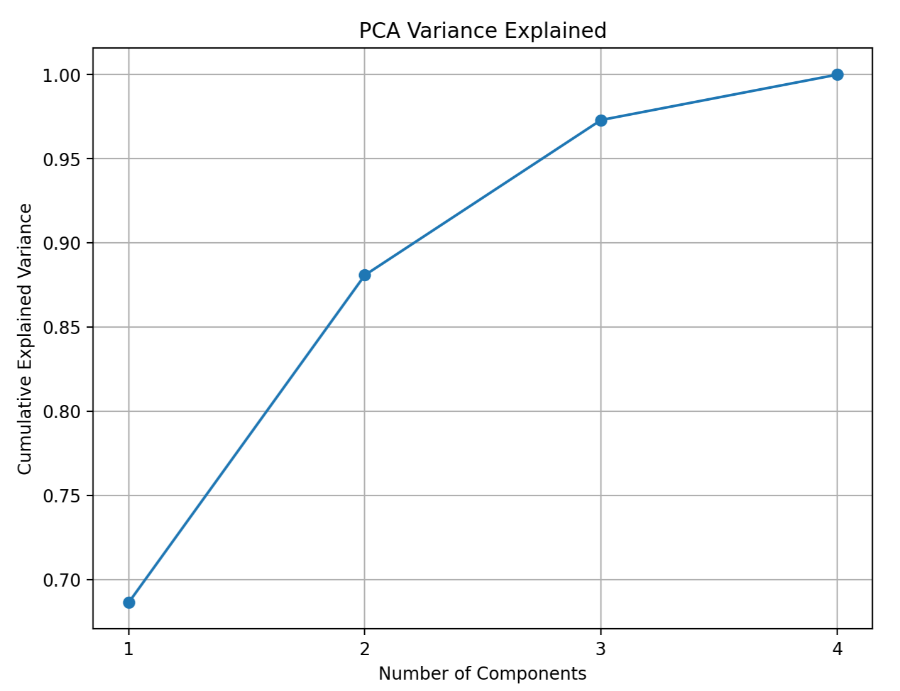 PCA Variance Explained
1.00
0.95
0.90
0.85
0.80
0.75
0.70
Cumulative Explained Variance
1 2 3 4
Number of Components